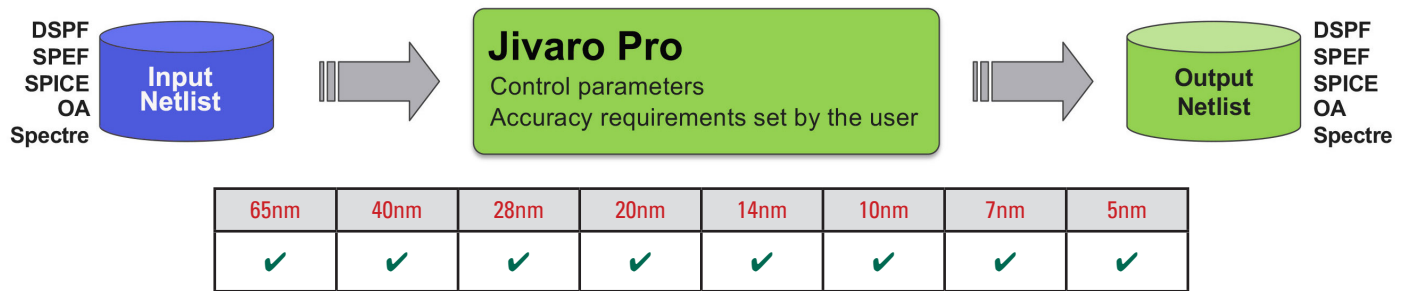 DSPF
SPEF
SPICE
OA
Spectre
Input
Netlist
Jivaro Pro
Control parameters
Accuracy requirements set by the user
Output
Netlist
DSPF
SPEF
SPICE
OA
Spectre
65nm 40nm 28nm 20nm 14nm 10nm 7nm 5nm
✔ ✔ ✔ ✔ ✔ ✔ ✔ ✔